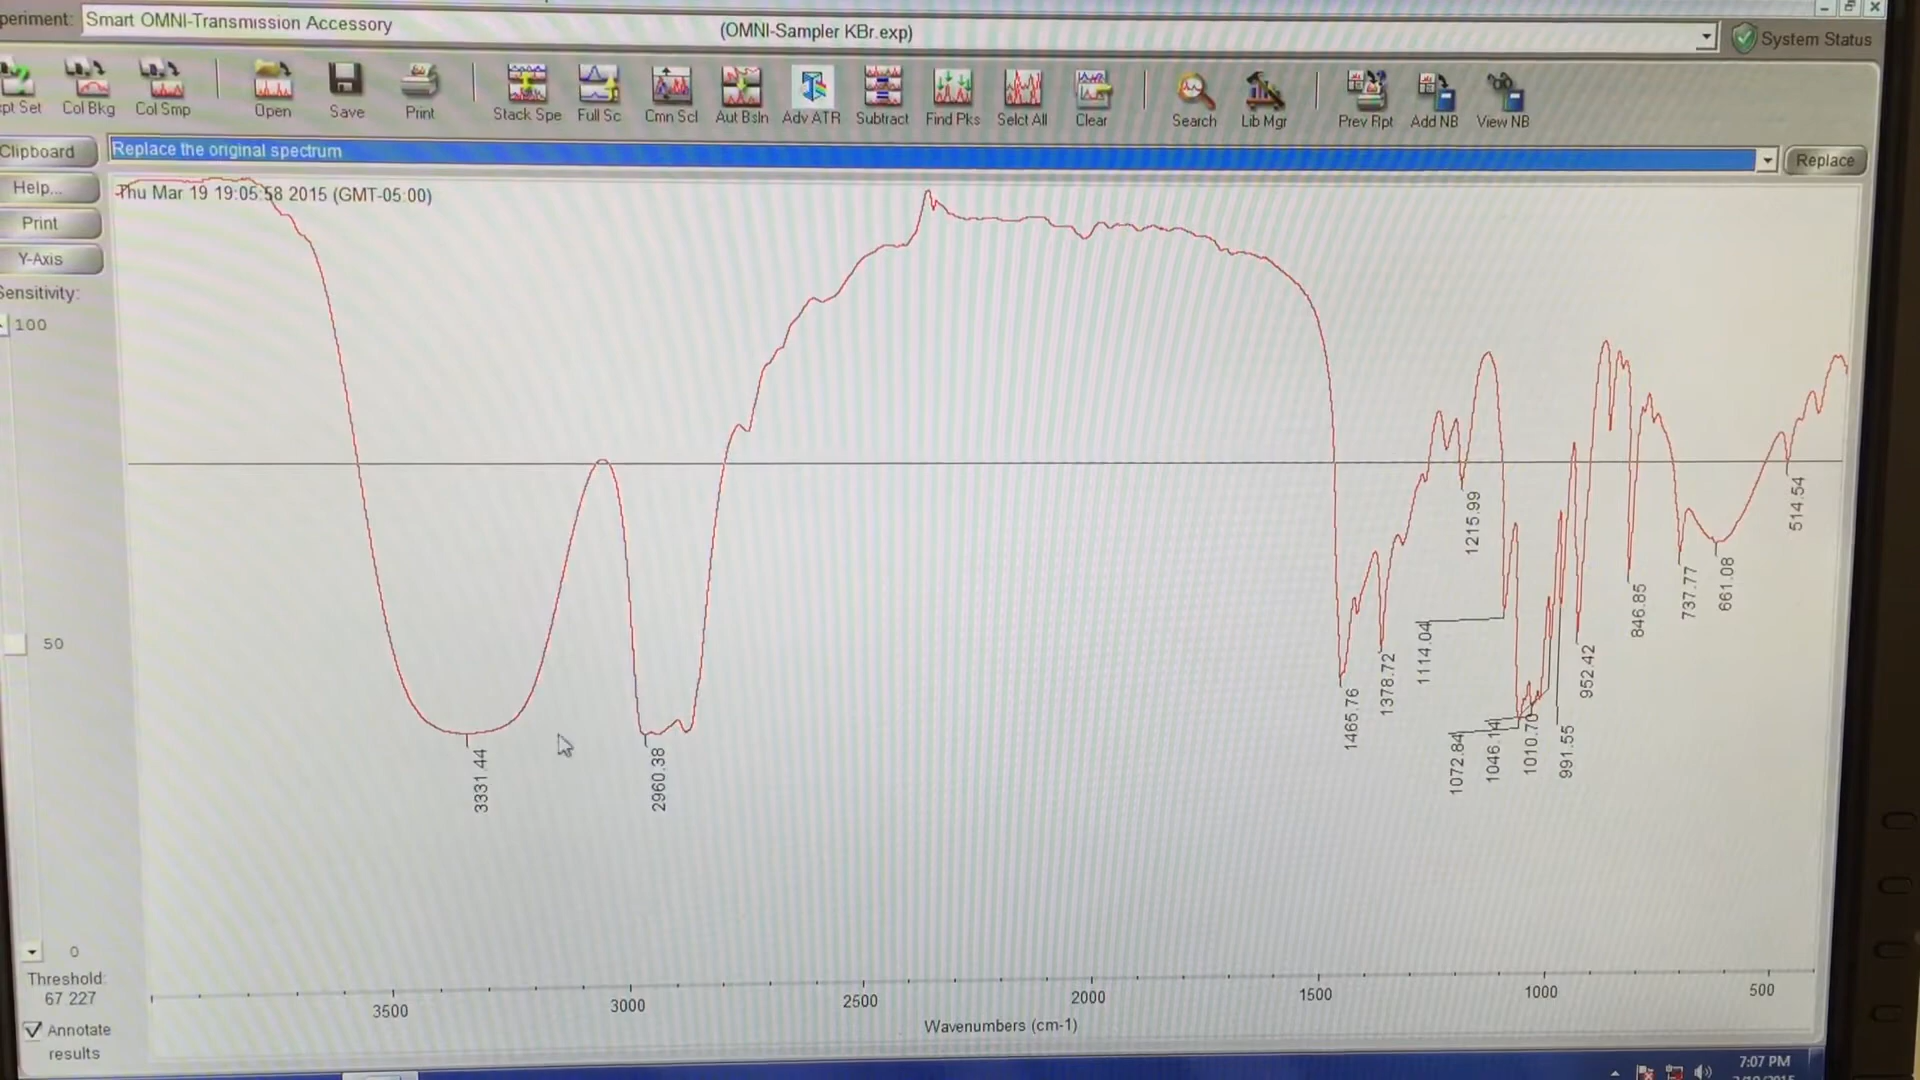 periment: Smart OMNI-Transmission Accessory (OMNI-Sampler KBr.exp) System Status
pt Set Col Bkg Col Smp Open Save Print Stack Spe Full Sc Cmn Scl Aut Bsln Adv ATR Subtract Find Pks Selct All Clear Search Lib Mgr Prev Rpt Add NB View NB
Clipboard Replace the original spectrum Replace
Help...
Print
Y-Axis
Thu Mar 19 19:05:58 2015 (GMT-05:00)
Sensitivity:
100
50
0
Threshold:
67.227
Annotate
results
3331.44
2960.38
1465.76
1378.72
1215.99
1114.04
1072.84
1046.14
1010.70
991.55
952.42
846.85
737.77
661.08
514.54
3500 3000 2500 2000 1500 1000 500
Wavenumbers (cm-1)
7:07 PM